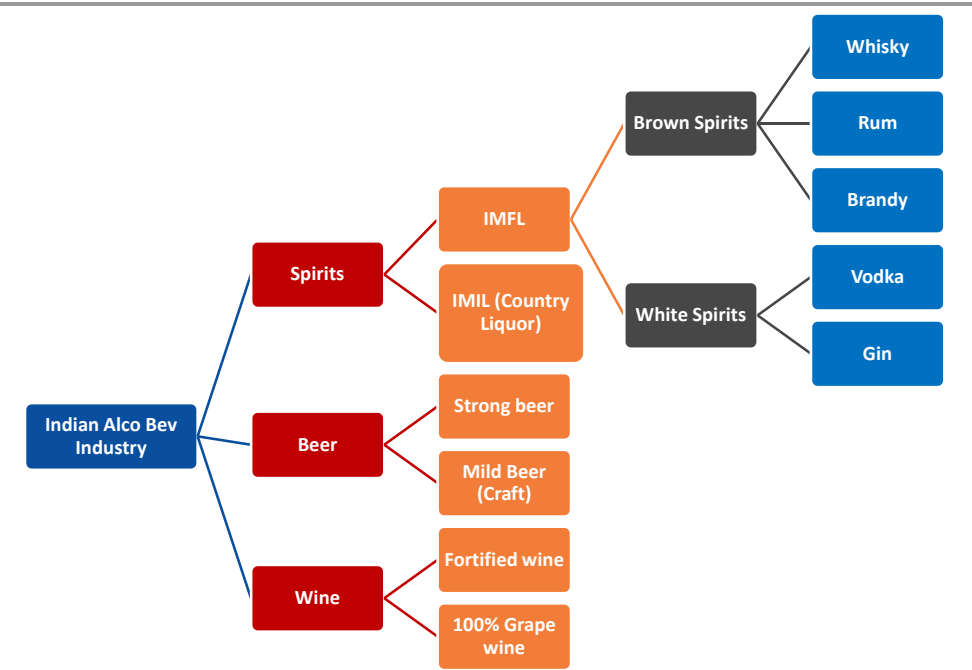 Indian Alco Bev
Industry
Spirits
IMFL
Brown Spirits
Whisky
Rum
Brandy
White Spirits
Vodka
Gin
IMIL (Country
Liquor)
Beer
Strong beer
Mild Beer
(Craft)
Wine
Fortified wine
100% Grape
wine